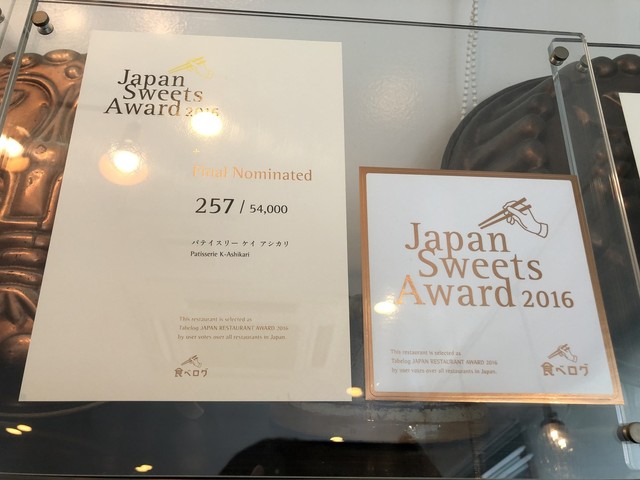 Japan
Sweets
Award 2016
Final Nominated
257 / 54,000
パティスリー ケイ アシカリ
Patisserie K-Ashikari
This restaurant is selected as
Tabelog JAPAN RESTAURANT AWARD 2016
by user votes over all restaurants in Japan.
食べログ
Japan
Sweets
Award 2016
This restaurant is selected as
Tabelog JAPAN RESTAURANT AWARD 2016
by user votes over all restaurants in Japan.
食べログ